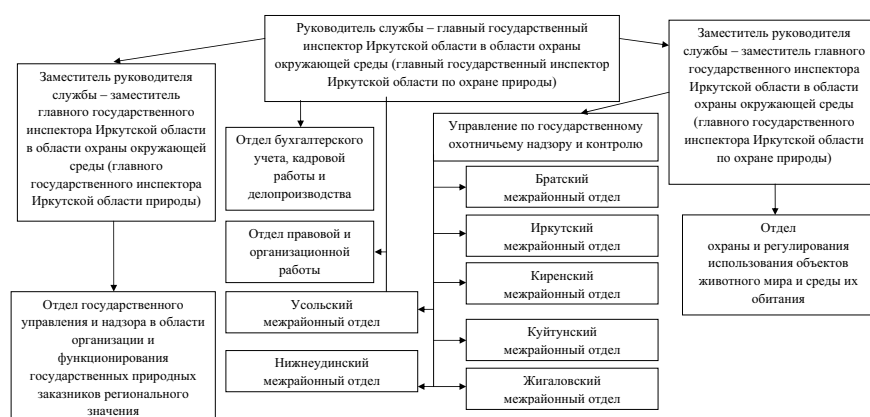 Руководитель службы – главный государственный
инспектор Иркутской области в области охраны
окружающей среды (главный государственный инспектор
Иркутской области по охране природы)
Заместитель руководителя
службы – заместитель главного
государственного инспектора
Иркутской области в области
охраны окружающей среды
(главного государственного
инспектора Иркутской области
по охране природы)
Заместитель руководителя
службы – заместитель
главного государственного
инспектора Иркутской области
в области охраны окружающей
среды (главного
государственного инспектора
Иркутской области природы)
Отдел бухгалтерского
учета, кадровой
работы и
делопроизводства
Управление по государственному
охотничьему надзору и контролю
Братский
межрайонный отдел
Отдел правовой и
организационной
работы
Иркутский
межрайонный отдел
Отдел
охраны и регулирования
использования объектов
животного мира и среды их
обитания
Киренский
межрайонный отдел
Отдел государственного
управления и надзора в области
организации и
функционирования
государственных природных
заказников регионального
значения
Усольский
межрайонный отдел
Куйтунский
межрайонный отдел
Нижнеудинский
межрайонный отдел
Жигаловский
межрайонный отдел